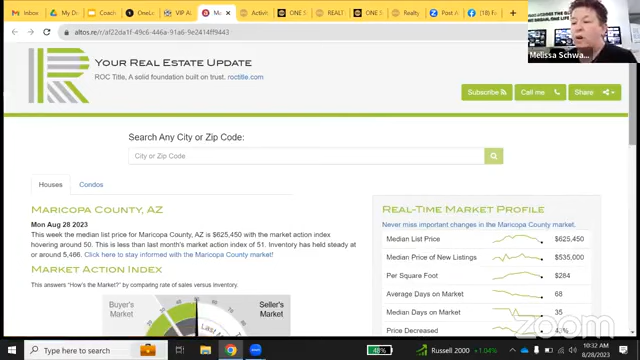 Inbox
My Drive
Coach
OneLi
VIP AL
M
Activit
ONE S
REALT
ONE S
Realty
Post A
(18) F
altos.re/r/af22da1f-49c6-446a-91a6-9e2414ff9443
Melissa Schwa...
YOUR REAL ESTATE UPDATE
ROC Title, A solid foundation built on trust. roctitle.com
Subscribe
Call me
Share
Search Any City or Zip Code:
City or Zip Code
Houses
Condos
MARICOPA COUNTY, AZ
Mon Aug 28 2023
This week the median list price for Maricopa County, AZ is $625,450 with the market action index
hovering around 50. This is less than last month's market action index of 51. Inventory has held steady at
or around 5,466. Click here to stay informed with the Maricopa County market!
MARKET ACTION INDEX
This answers "How's the Market?" by comparing rate of sales versus inventory.
Buyer's
Market
Seller's
Market
Last M
REAL-TIME MARKET PROFILE
Never miss important changes in the Maricopa County market.
Median List Price $625,450
Median Price of New Listings $535,000
Per Square Foot $284
Average Days on Market 68
Median Days on Market 35
Price Decreased
zoom
Type here to search
48%
Russell 2000 +1.04%
10:32 AM
8/28/2023